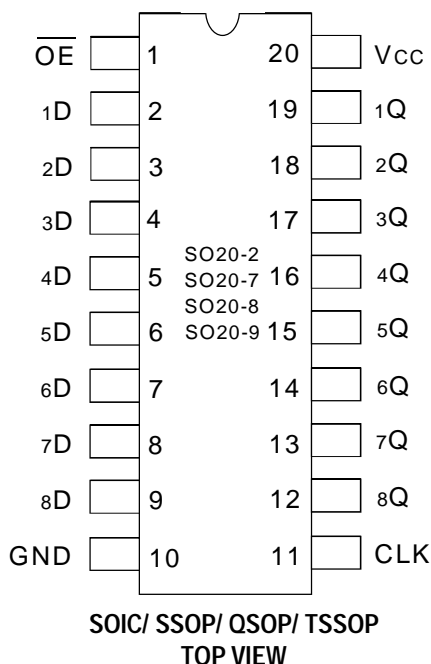 OE 1 20 Vcc
1D 2 19 1Q
2D 3 18 2Q
3D 4 17 3Q
SO20-2
4D 5 SO20-7 16 4Q
SO20-8
5D 6 SO20-9 15 5Q
6D 7 14 6Q
7D 8 13 7Q
8D 9 12 8Q
GND 10 11 CLK
SOIC/ SSOP/ QSOP/ TSSOP
TOP VIEW